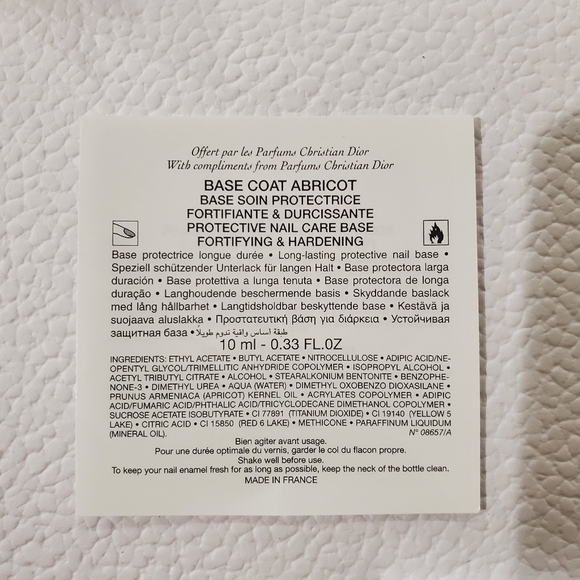 Offert par les Parfums Christian Dior
With compliments from Parfums Christian Dior
BASE COAT ABRICOT
BASE SOIN PROTECTRICE
FORTIFIANTE & DURCISSANTE
PROTECTIVE NAIL CARE BASE
FORTIFYING & HARDENING
Base protectrice longue durée • Long-lasting protective nail base •
Speziell schützender Unterlack für langen Halt • Base protectora larga
duración • Base protettiva a lunga tenuta • Base protectora de longa
duração • Langhoudende beschermende basis • Skyddande baslack
med lång hållbarhet • Langtidsholdbar beskyttende base • Kestävä ja
suojaava aluslakka • Προστατευτική βάση για διάρκεια • Устойчивая
защитная база • طبقة أساس واقية تدوم طويلاً
10 ml - 0.33 FL.OZ
INGREDIENTS: ETHYL ACETATE • BUTYL ACETATE • NITROCELLULOSE • ADIPIC ACID/NE-
OPENTYL GLYCOL/TRIMELLITIC ANHYDRIDE COPOLYMER • ISOPROPYL ALCOHOL •
ACETYL TRIBUTYL CITRATE • ALCOHOL • STEARALKONIUM BENTONITE • BENZOPHE-
NONE-3 • DIMETHYL UREA • AQUA (WATER) • DIMETHYL OXOBENZO DIOXASILANE •
PRUNUS ARMENIACA (APRICOT) KERNEL OIL • ACRYLATES COPOLYMER • ADIPIC
ACID/FUMARIC ACID/PHTHALIC ACID/TRICYCLODECANE DIMETHANOL COPOLYMER •
SUCROSE ACETATE ISOBUTYRATE • CI 77891 (TITANIUM DIOXIDE) • CI 19140 (YELLOW 5
LAKE) • CITRIC ACID • CI 15850 (RED 6 LAKE) • METHICONE • PARAFFINUM LIQUIDUM
(MINERAL OIL). N° 08657/A
Bien agiter avant usage.
Pour une durée optimale du vernis, garder le col du flacon propre.
Shake well before use.
To keep your nail enamel fresh for as long as possible, keep the neck of the bottle clean.
MADE IN FRANCE